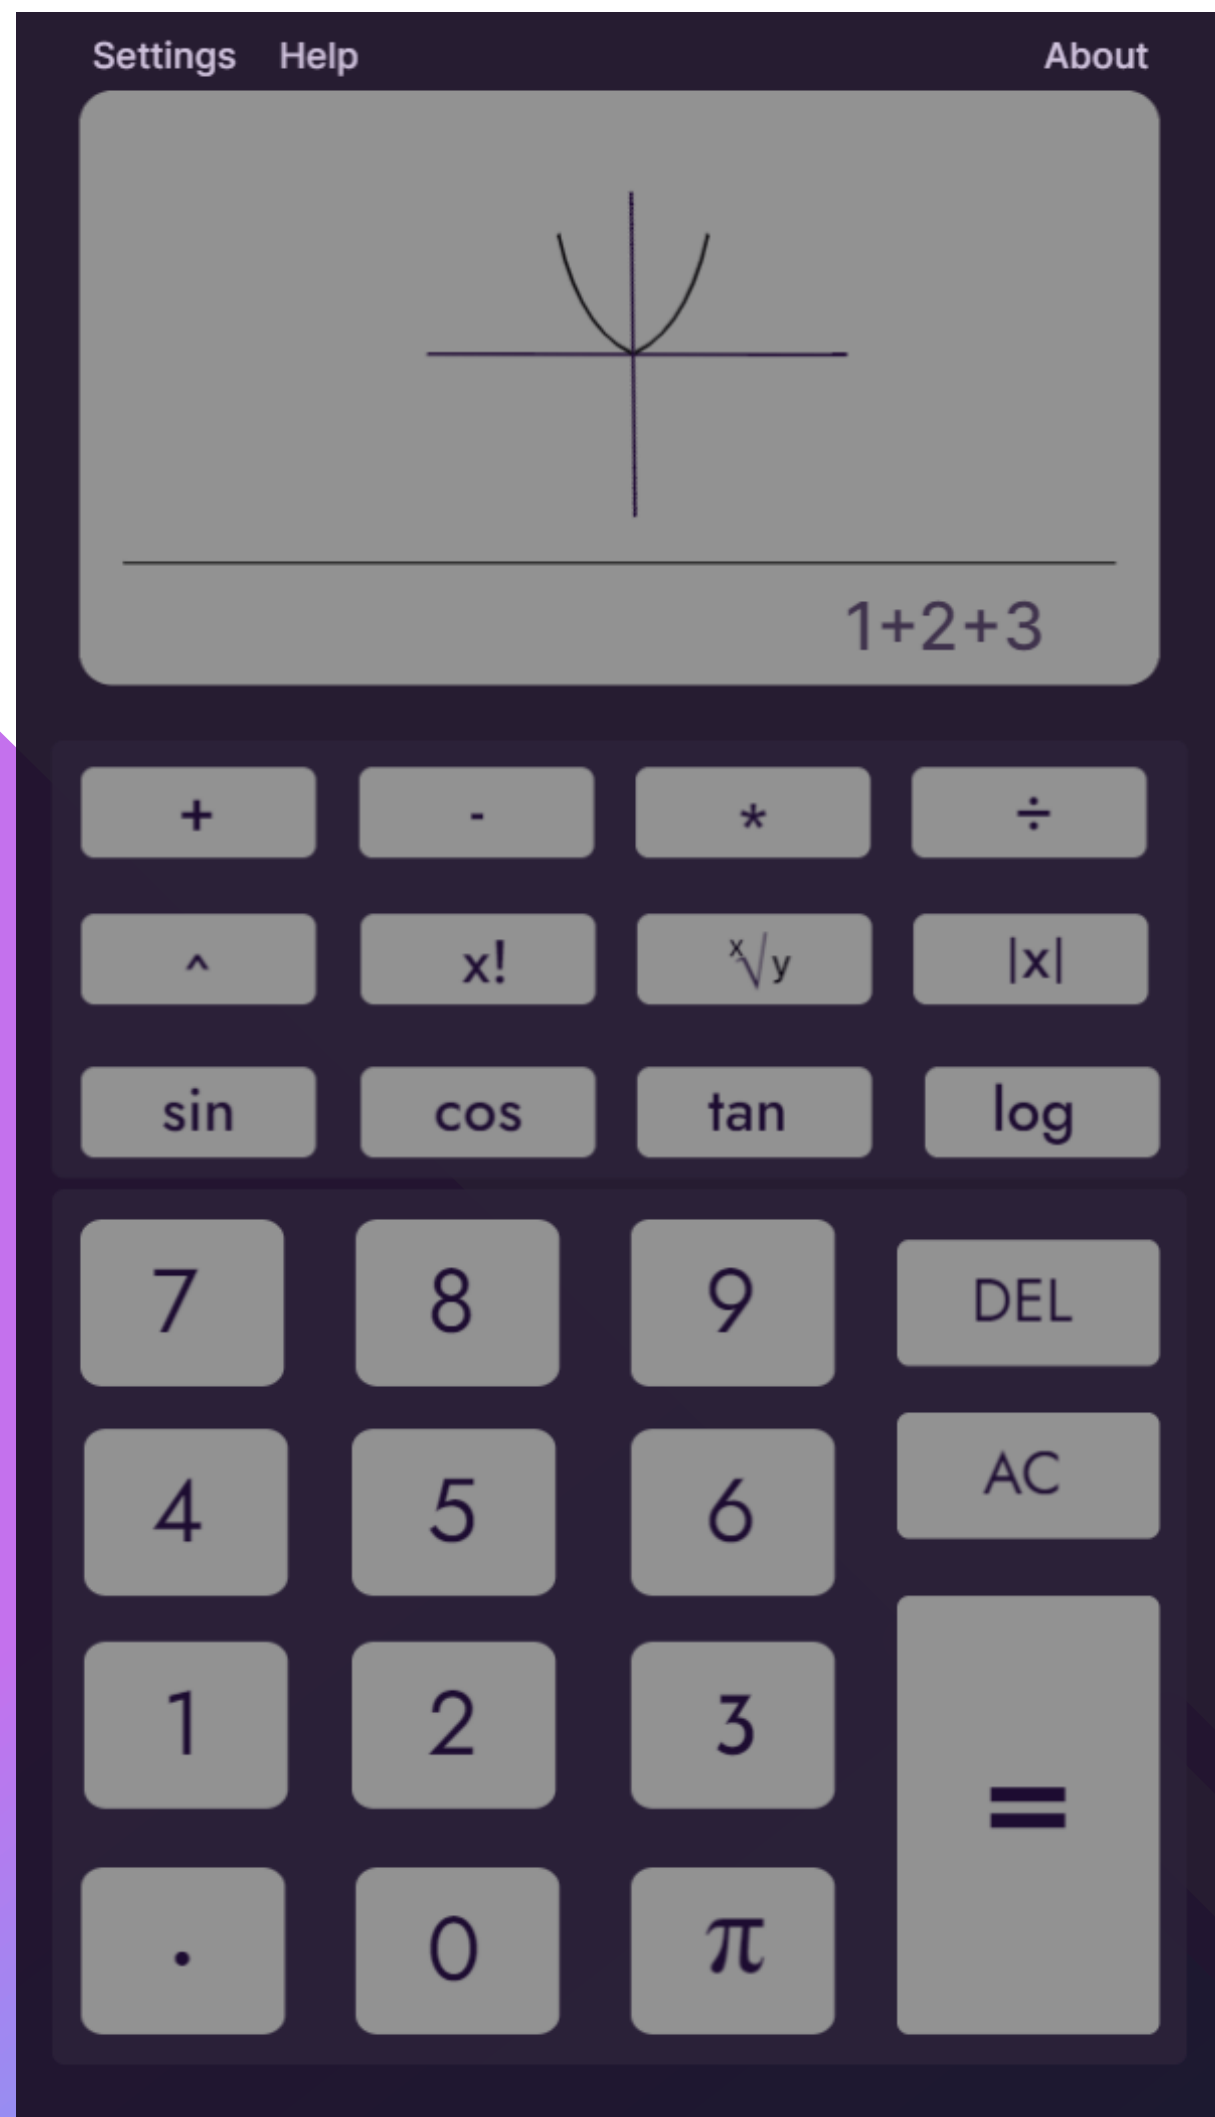 Settings Help About
1+2+3
+ - * ÷
^ x! x√y |x|
sin cos tan log
7 8 9 DEL
4 5 6 AC
1 2 3 =
. 0 π